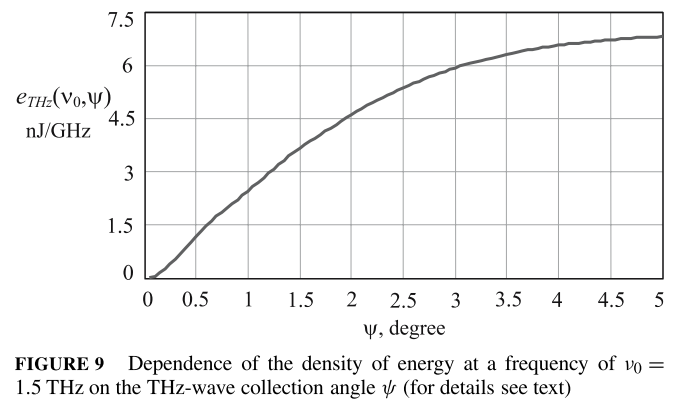 7.5
6
e_THz(ν0,ψ)
4.5
nJ/GHz
3
1.5
0
0 0.5 1 1.5 2 2.5 3 3.5 4 4.5 5
ψ, degree
FIGURE 9 Dependence of the density of energy at a frequency of ν0 =
1.5 THz on the THz-wave collection angle ψ (for details see text)